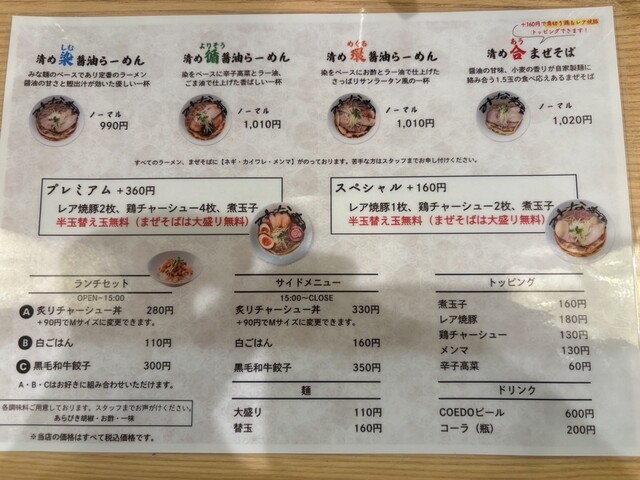 しむ
清め 染 醤油らーめん
みな麺のベースであり定番のラーメン
醤油の甘さと鰹出汁が効いた優しい一杯
ノーマル
990円
よりそう
清め 循 醤油らーめん
染をベースに辛子高菜とラー油、
ごま油で仕上げた香ばしい一杯
ノーマル
1,010円
めぐる
清め 環 醤油らーめん
染をベースにお酢とラー油で仕上げた
さっぱりサンラータン風の一杯
ノーマル
1,010円
+160円で角切り鶏&レア焼豚
トッピングできます!
あう
清め 合 まぜそば
醤油の甘味、小麦の香りが自家製麺に
絡み合う1.5玉の食べ応えあるまぜそば
ノーマル
1,020円
すべてのラーメン、まぜそばに【ネギ・カイワレ・メンマ】がのっております。苦手な方はスタッフまでお申し付けください。
プレミアム +360円
レア焼豚2枚、鶏チャーシュー4枚、煮玉子
半玉替え玉無料(まぜそばは大盛り無料)
スペシャル +160円
レア焼豚1枚、鶏チャーシュー2枚、煮玉子
半玉替え玉無料(まぜそばは大盛り無料)
ランチセット
OPEN~15:00
A 炙りチャーシュー丼 280円
+90円でMサイズに変更できます。
B 白ごはん 110円
C 黒毛和牛餃子 300円
A・B・Cはお好きに組み合わせいただけます。
各調味料ご用意しております。スタッフまでお声がけください。
あらびき胡椒・お酢・一味
※当店の価格はすべて税込価格です。
サイドメニュー
15:00~CLOSE
炙りチャーシュー丼 330円
+90円でMサイズに変更できます。
白ごはん 160円
黒毛和牛餃子 350円
麺
大盛り 110円
替玉 160円
トッピング
煮玉子 160円
レア焼豚 180円
鶏チャーシュー 130円
メンマ 130円
辛子高菜 60円
ドリンク
COEDOビール 600円
コーラ(瓶) 200円